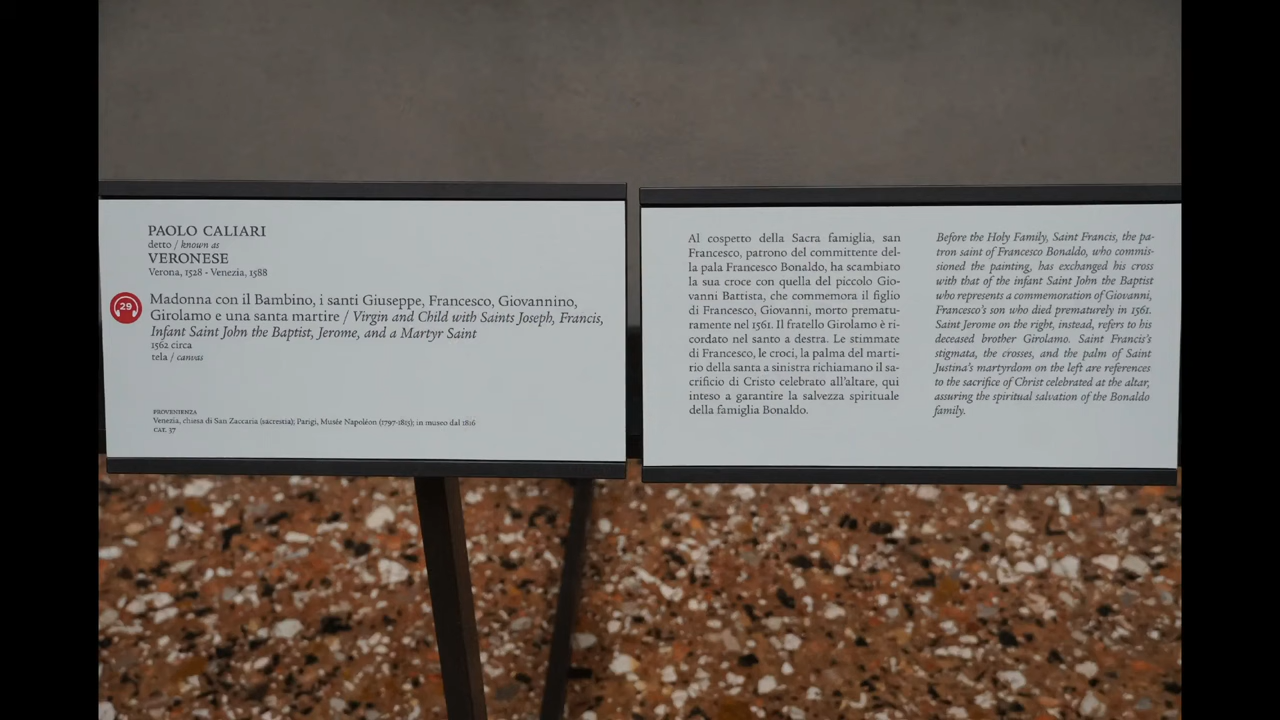 PAOLO CALIARI
detto / known as
VERONESE
Verona, 1528 - Venezia, 1588
29
Madonna con il Bambino, i santi Giuseppe, Francesco, Giovannino,
Girolamo e una santa martire / Virgin and Child with Saints Joseph, Francis,
Infant Saint John the Baptist, Jerome, and a Martyr Saint
1562 circa
tela / canvas
PROVENIENZA
Venezia, chiesa di San Zaccaria (sacrestia); Parigi, Musée Napoléon (1797-1815); in museo dal 1816
CAT. 37
Al cospetto della Sacra famiglia, san
Francesco, patrono del committente del-
la pala Francesco Bonaldo, ha scambiato
la sua croce con quella del piccolo Gio-
vanni Battista, che commemora il figlio
di Francesco, Giovanni, morto prematu-
ramente nel 1561. Il fratello Girolamo è ri-
cordato nel santo a destra. Le stimmate
di Francesco, le croci, la palma del marti-
rio della santa a sinistra richiamano il sa-
crificio di Cristo celebrato all'altare, qui
inteso a garantire la salvezza spirituale
della famiglia Bonaldo.
Before the Holy Family, Saint Francis, the pa-
tron saint of Francesco Bonaldo, who commis-
sioned the painting, has exchanged his cross
with that of the infant Saint John the Baptist
who represents a commemoration of Giovanni,
Francesco's son who died prematurely in 1561.
Saint Jerome on the right, instead, refers to his
deceased brother Girolamo. Saint Francis's
stigmata, the crosses, and the palm of Saint
Justina's martyrdom on the left are references
to the sacrifice of Christ celebrated at the altar,
assuring the spiritual salvation of the Bonaldo
family.